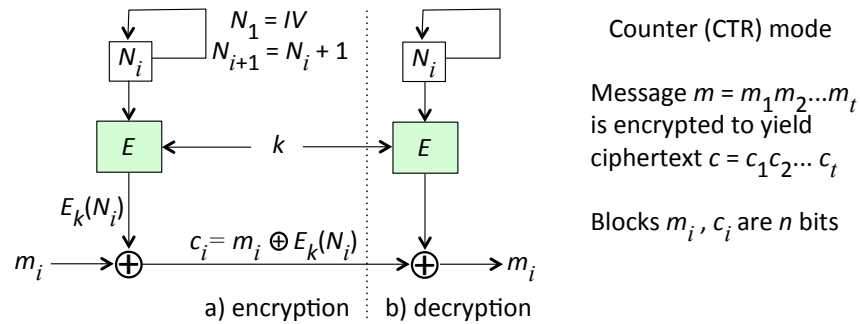 N₁ = IV
Nᵢ₊₁ = Nᵢ + 1
Nᵢ
Nᵢ
E
k
E
Eₖ(Nᵢ)
cᵢ = mᵢ ⊕ Eₖ(Nᵢ)
mᵢ
⊕
⊕
mᵢ
a) encryption
b) decryption
Counter (CTR) mode
Message m = m₁m₂...mₜ
is encrypted to yield
ciphertext c = c₁c₂... cₜ
Blocks mᵢ , cᵢ are n bits